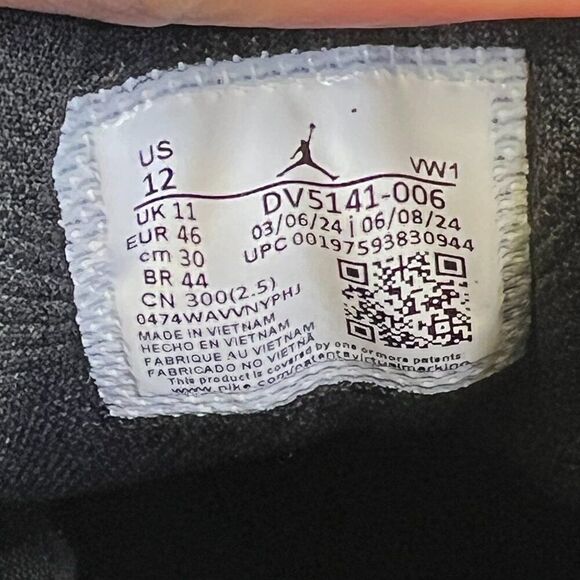 US
12
VW1
UK 11
EUR 46
cm 30
BR 44
CN 300(2.5)
DV5141-006
03/06/24 | 06/08/24
UPC 00197593830944
MADE IN VIETNAM
HECHO EN VIETNAM
FABRIQUE AU VIETNAM
FABRICADO NO VIETNÃ
This product is covered by one or more patents